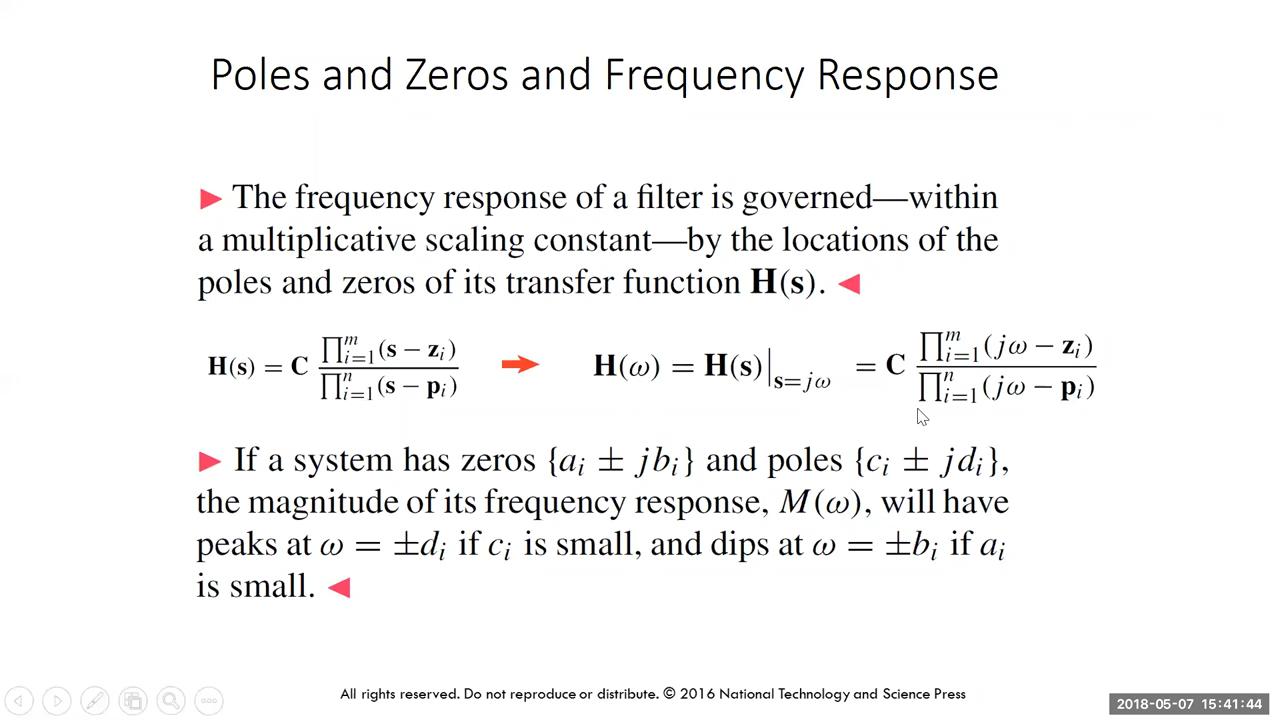 Poles and Zeros and Frequency Response
► The frequency response of a filter is governed—within
a multiplicative scaling constant—by the locations of the
poles and zeros of its transfer function H(s). ◄
H(s) = C ∏ᵢ₌₁ᵐ(s − zᵢ) / ∏ᵢ₌₁ⁿ(s − pᵢ) ➡ H(ω) = H(s)|ₛ₌jω = C ∏ᵢ₌₁ᵐ(jω − zᵢ) / ∏ᵢ₌₁ⁿ(jω − pᵢ)
► If a system has zeros {aᵢ ± jbᵢ} and poles {cᵢ ± jdᵢ},
the magnitude of its frequency response, M(ω), will have
peaks at ω = ±dᵢ if cᵢ is small, and dips at ω = ±bᵢ if aᵢ
is small. ◄
All rights reserved. Do not reproduce or distribute. © 2016 National Technology and Science Press
2018-05-07 15:41:44